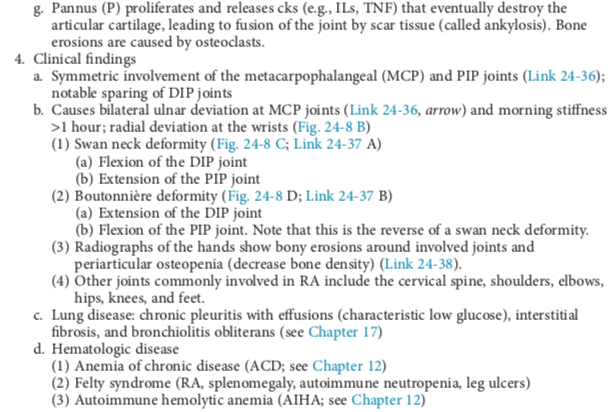 g. Pannus (P) proliferates and releases cks (e.g., ILs, TNF) that eventually destroy the
articular cartilage, leading to fusion of the joint by scar tissue (called ankylosis). Bone
erosions are caused by osteoclasts.
4. Clinical findings
a. Symmetric involvement of the metacarpophalangeal (MCP) and PIP joints (Link 24-36);
notable sparing of DIP joints
b. Causes bilateral ulnar deviation at MCP joints (Link 24-36, arrow) and morning stiffness
>1 hour; radial deviation at the wrists (Fig. 24-8 B)
(1) Swan neck deformity (Fig. 24-8 C; Link 24-37 A)
(a) Flexion of the DIP joint
(b) Extension of the PIP joint
(2) Boutonnière deformity (Fig. 24-8 D; Link 24-37 B)
(a) Extension of the DIP joint
(b) Flexion of the PIP joint. Note that this is the reverse of a swan neck deformity.
(3) Radiographs of the hands show bony erosions around involved joints and
periarticular osteopenia (decrease bone density) (Link 24-38).
(4) Other joints commonly involved in RA include the cervical spine, shoulders, elbows,
hips, knees, and feet.
c. Lung disease: chronic pleuritis with effusions (characteristic low glucose), interstitial
fibrosis, and bronchiolitis obliterans (see Chapter 17)
d. Hematologic disease
(1) Anemia of chronic disease (ACD; see Chapter 12)
(2) Felty syndrome (RA, splenomegaly, autoimmune neutropenia, leg ulcers)
(3) Autoimmune hemolytic anemia (AIHA; see Chapter 12)